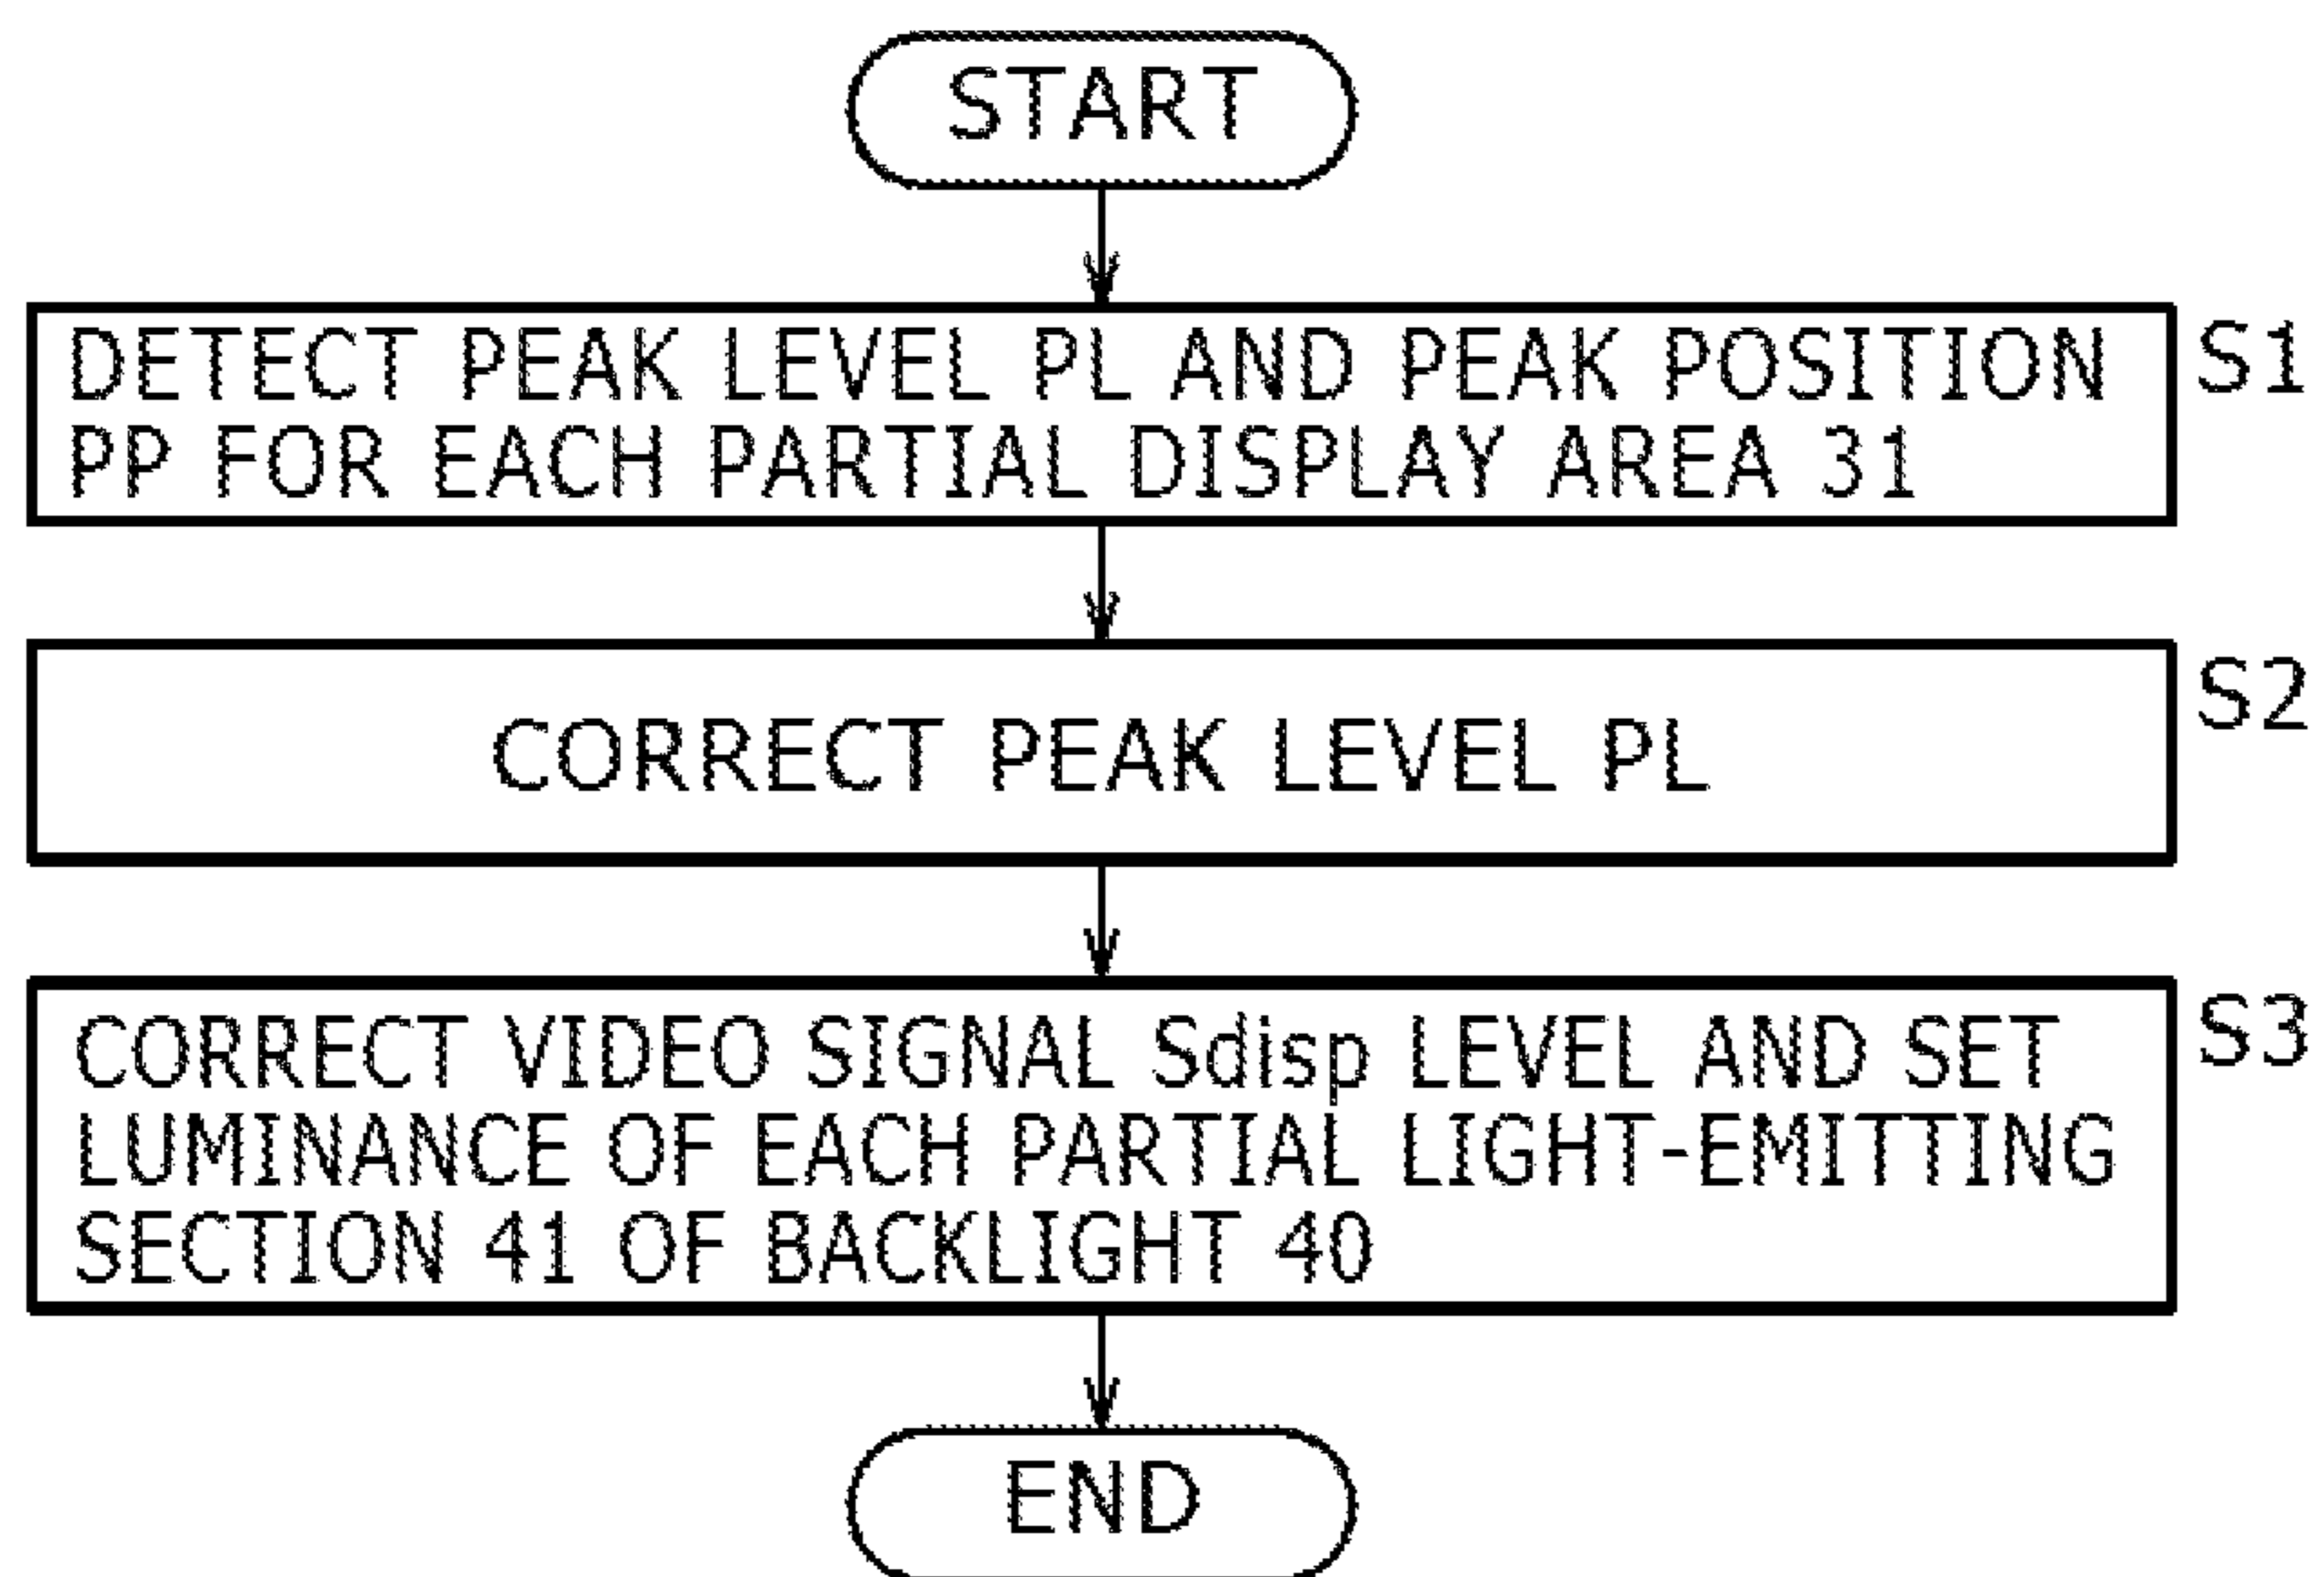 START
DETECT PEAK LEVEL PL AND PEAK POSITION
PP FOR EACH PARTIAL DISPLAY AREA 31
S1
CORRECT PEAK LEVEL PL
S2
CORRECT VIDEO SIGNAL Sdisp LEVEL AND SET
LUMINANCE OF EACH PARTIAL LIGHT-EMITTING
SECTION 41 OF BACKLIGHT 40
S3
END